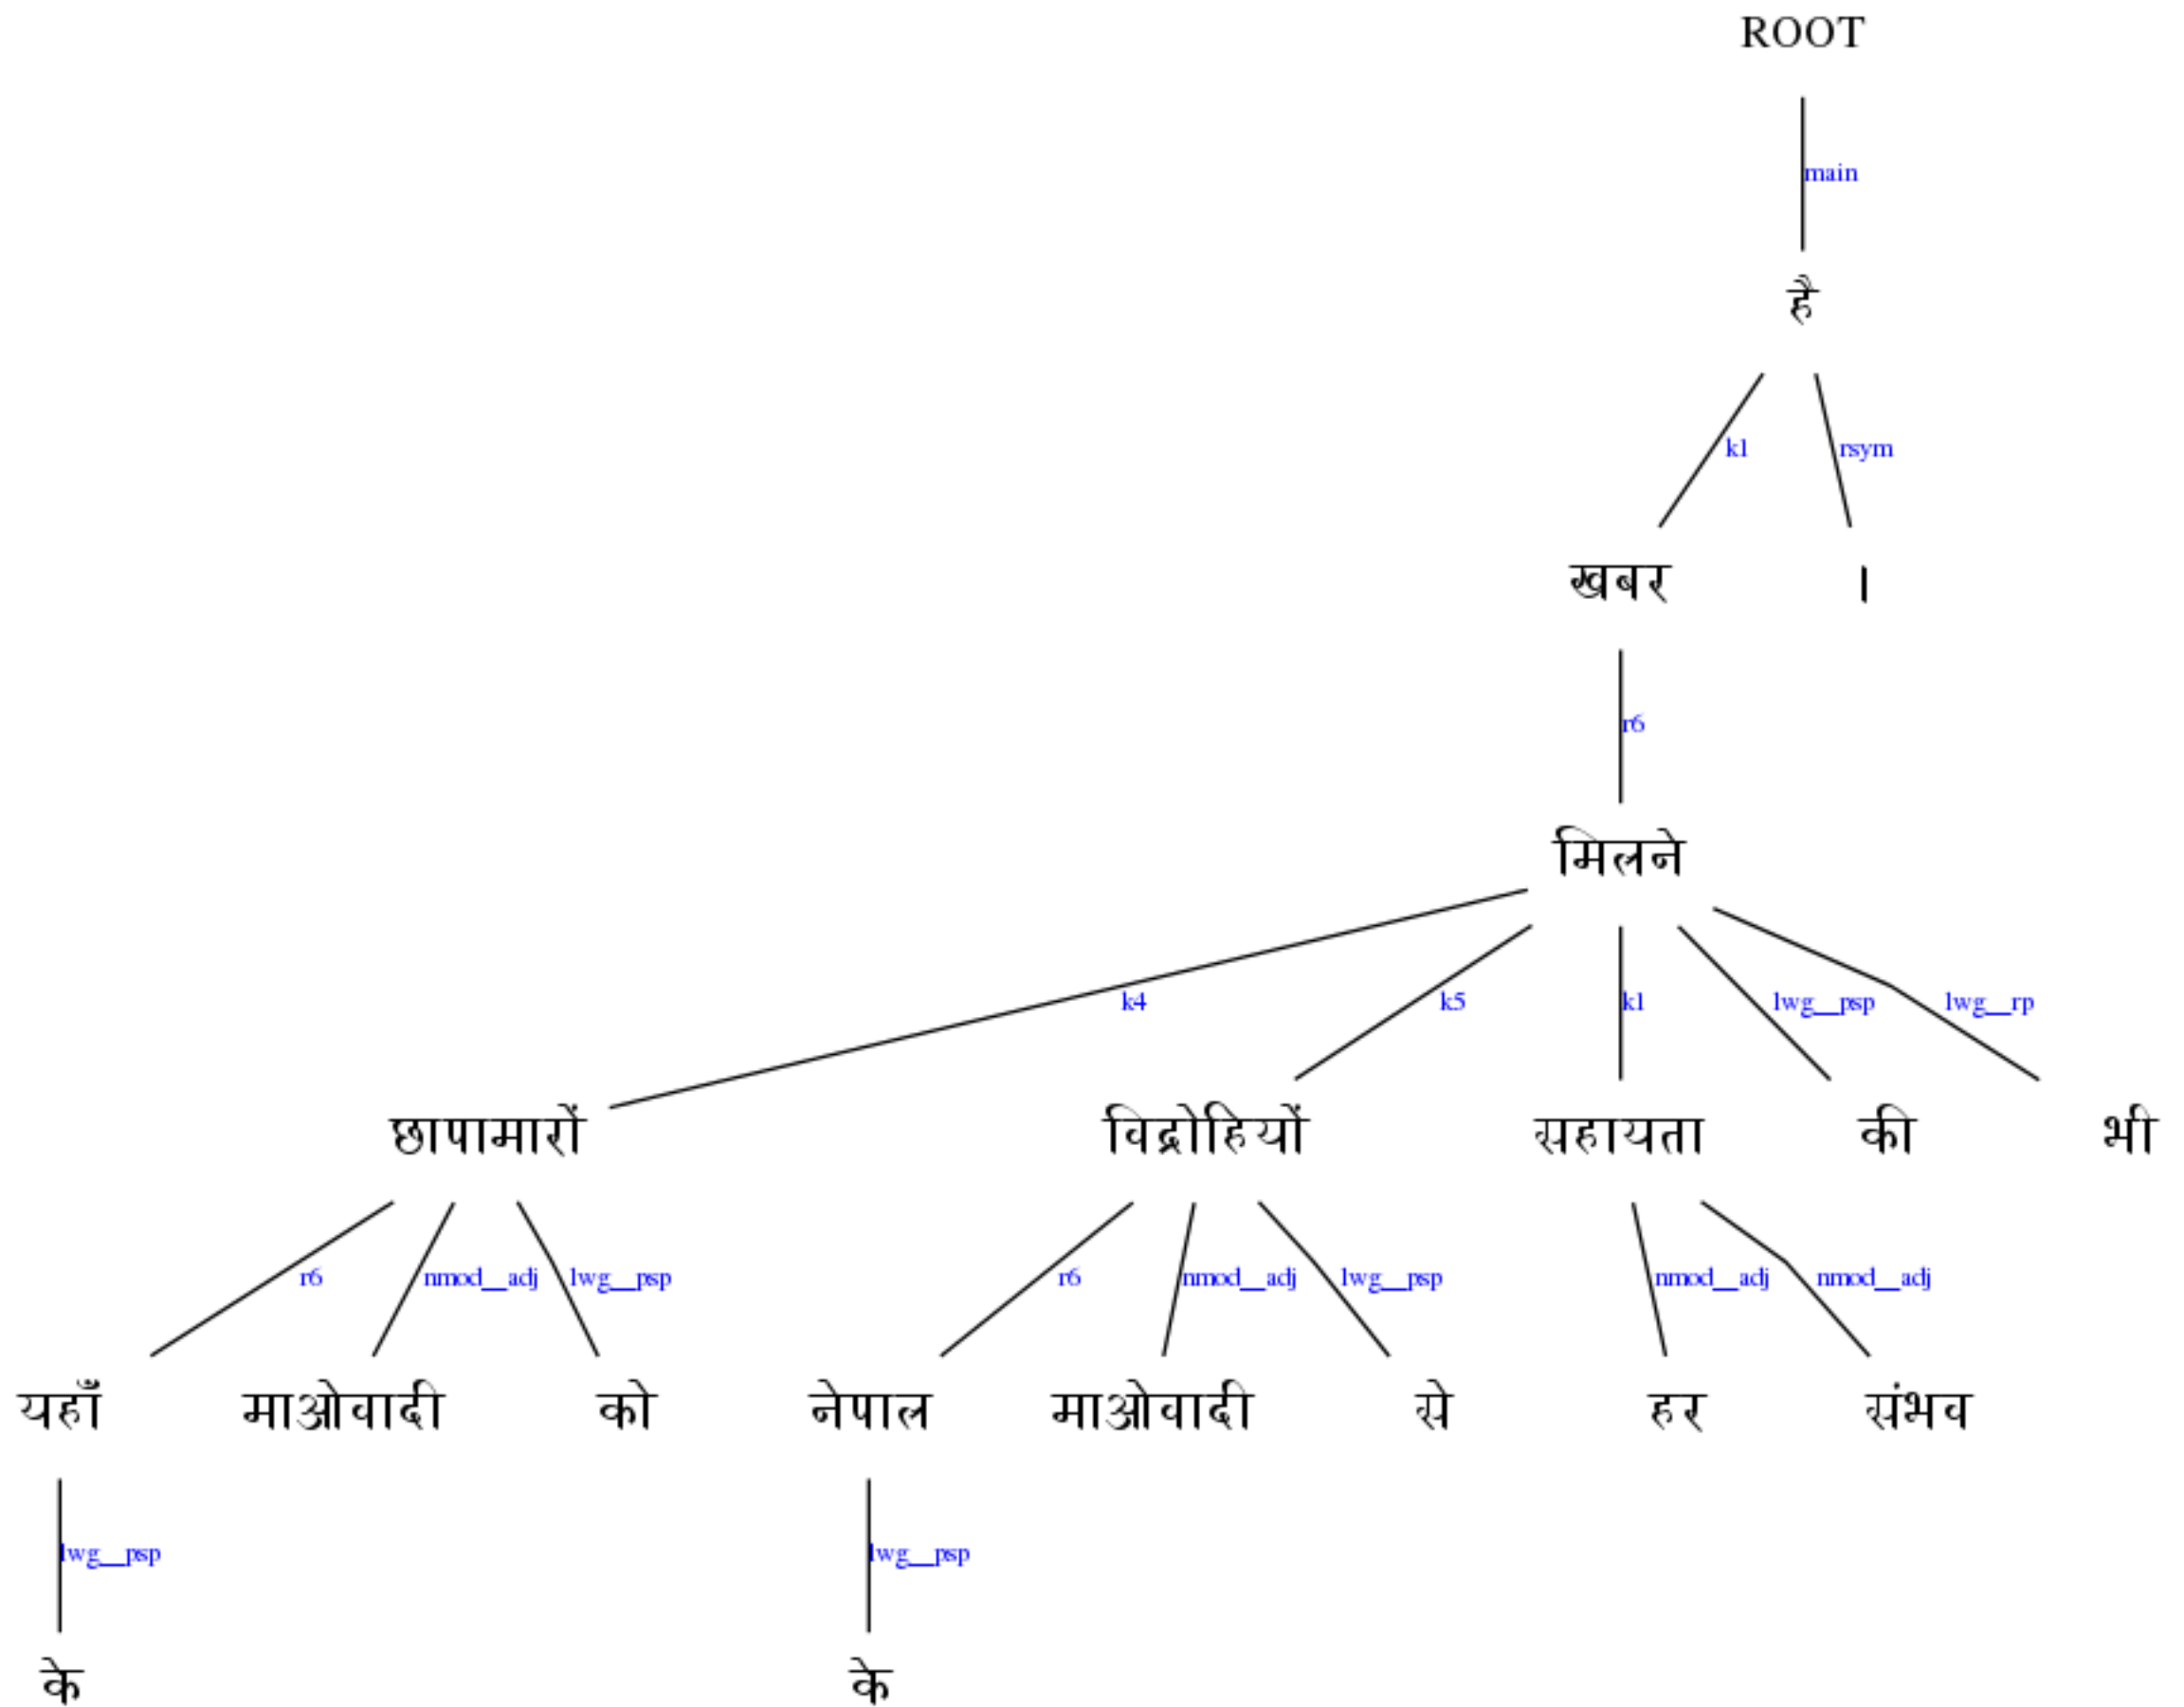 ROOT
main
है
k1 rsym
खबर ।
r6
मिलने
k4 k5 k1 lwg__psp lwg__rp
छापामारों विद्रोहियों सहायता की भी
r6 nmod__adj lwg__psp r6 nmod__adj lwg__psp nmod__adj nmod__adj
यहाँ माओवादी को नेपाल माओवादी से हर संभव
lwg__psp lwg__psp
के के